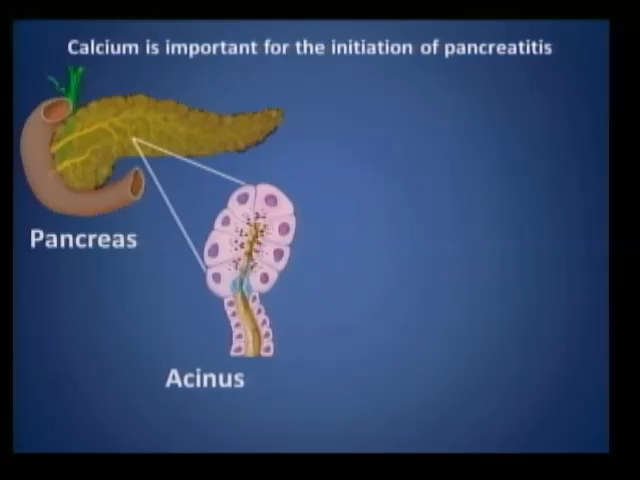 Calcium is important for the initiation of pancreatitis
Pancreas
Acinus